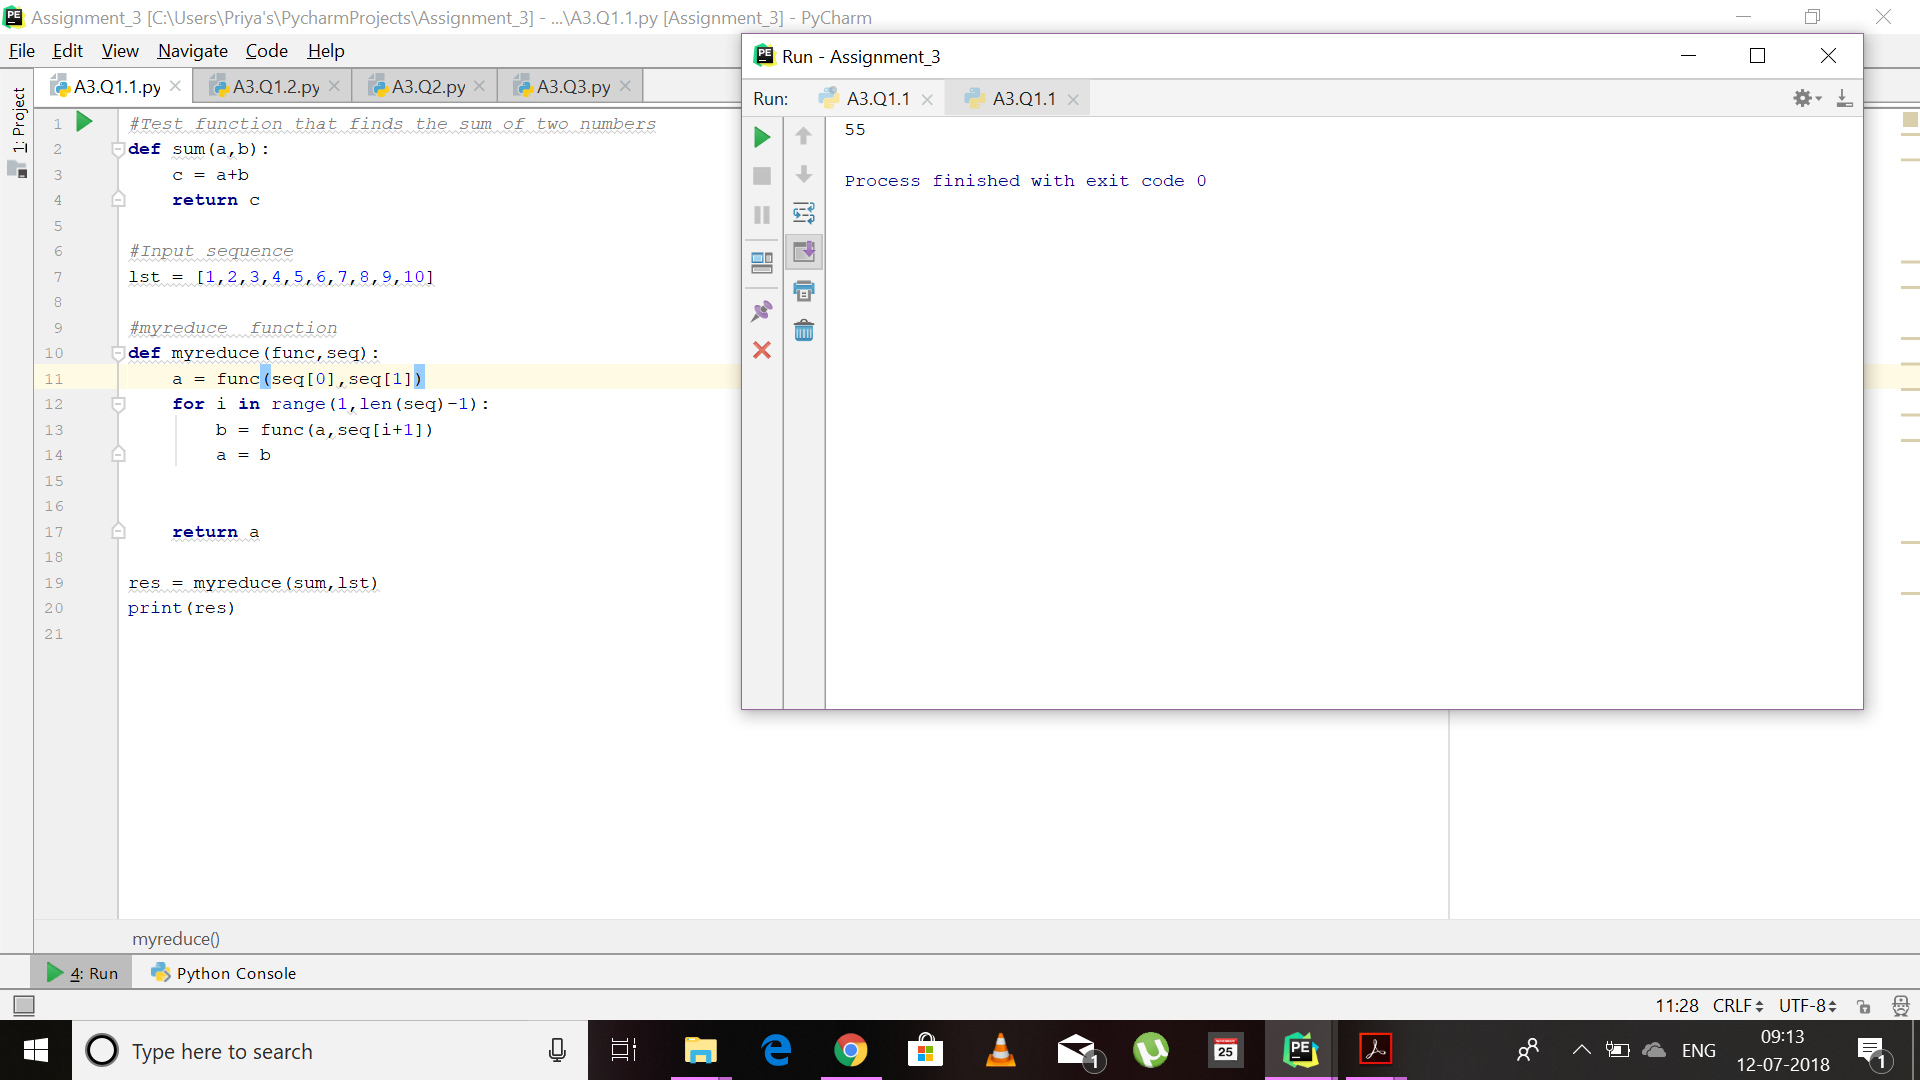 Assignment_3 [C:\Users\Priya's\PycharmProjects\Assignment_3] - ...\A3.Q1.1.py [Assignment_3] - PyCharm
File Edit View Navigate Code Help
A3.Q1.1.py A3.Q1.2.py A3.Q2.py A3.Q3.py
1: Project
1 #Test function that finds the sum of two numbers
2 def sum(a,b):
3 c = a+b
4 return c
5
6 #Input sequence
7 lst = [1,2,3,4,5,6,7,8,9,10]
8
9 #myreduce  function
10 def myreduce(func,seq):
11 a = func(seq[0],seq[1])
12 for i in range(1,len(seq)-1):
13 b = func(a,seq[i+1])
14 a = b
15
16
17 return a
18
19 res = myreduce(sum,lst)
20 print(res)
21
Run - Assignment_3
Run: A3.Q1.1 A3.Q1.1
55
Process finished with exit code 0
myreduce()
4: Run Python Console
11:28 CRLF UTF-8
Type here to search
25
1
PE
ENG
09:13
12-07-2018
1